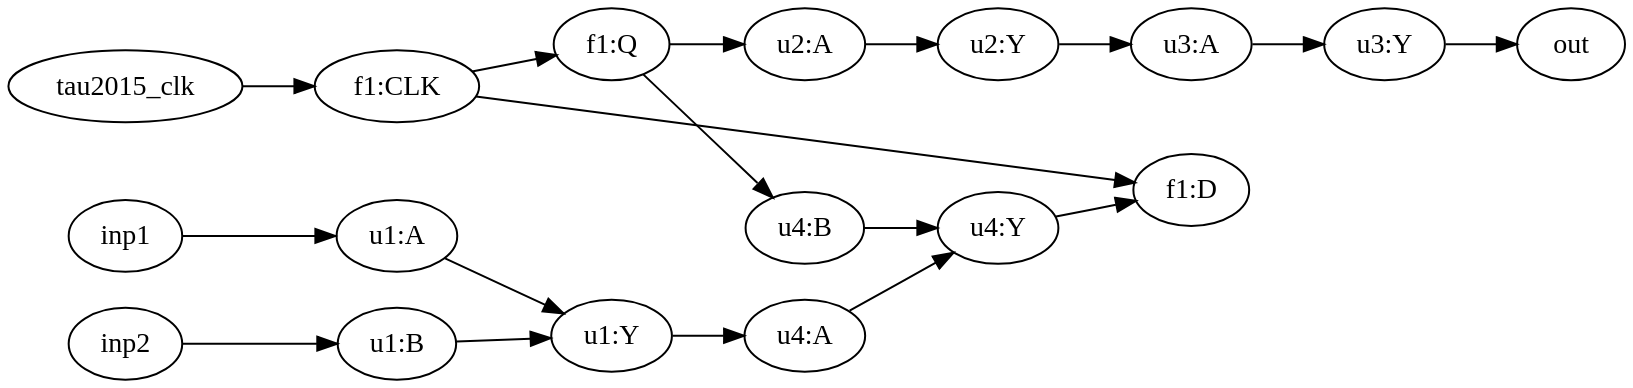 tau2015_clk
f1:CLK
f1:Q
u2:A
u2:Y
u3:A
u3:Y
out
f1:D
inp1
u1:A
u4:B
u4:Y
inp2
u1:B
u1:Y
u4:A